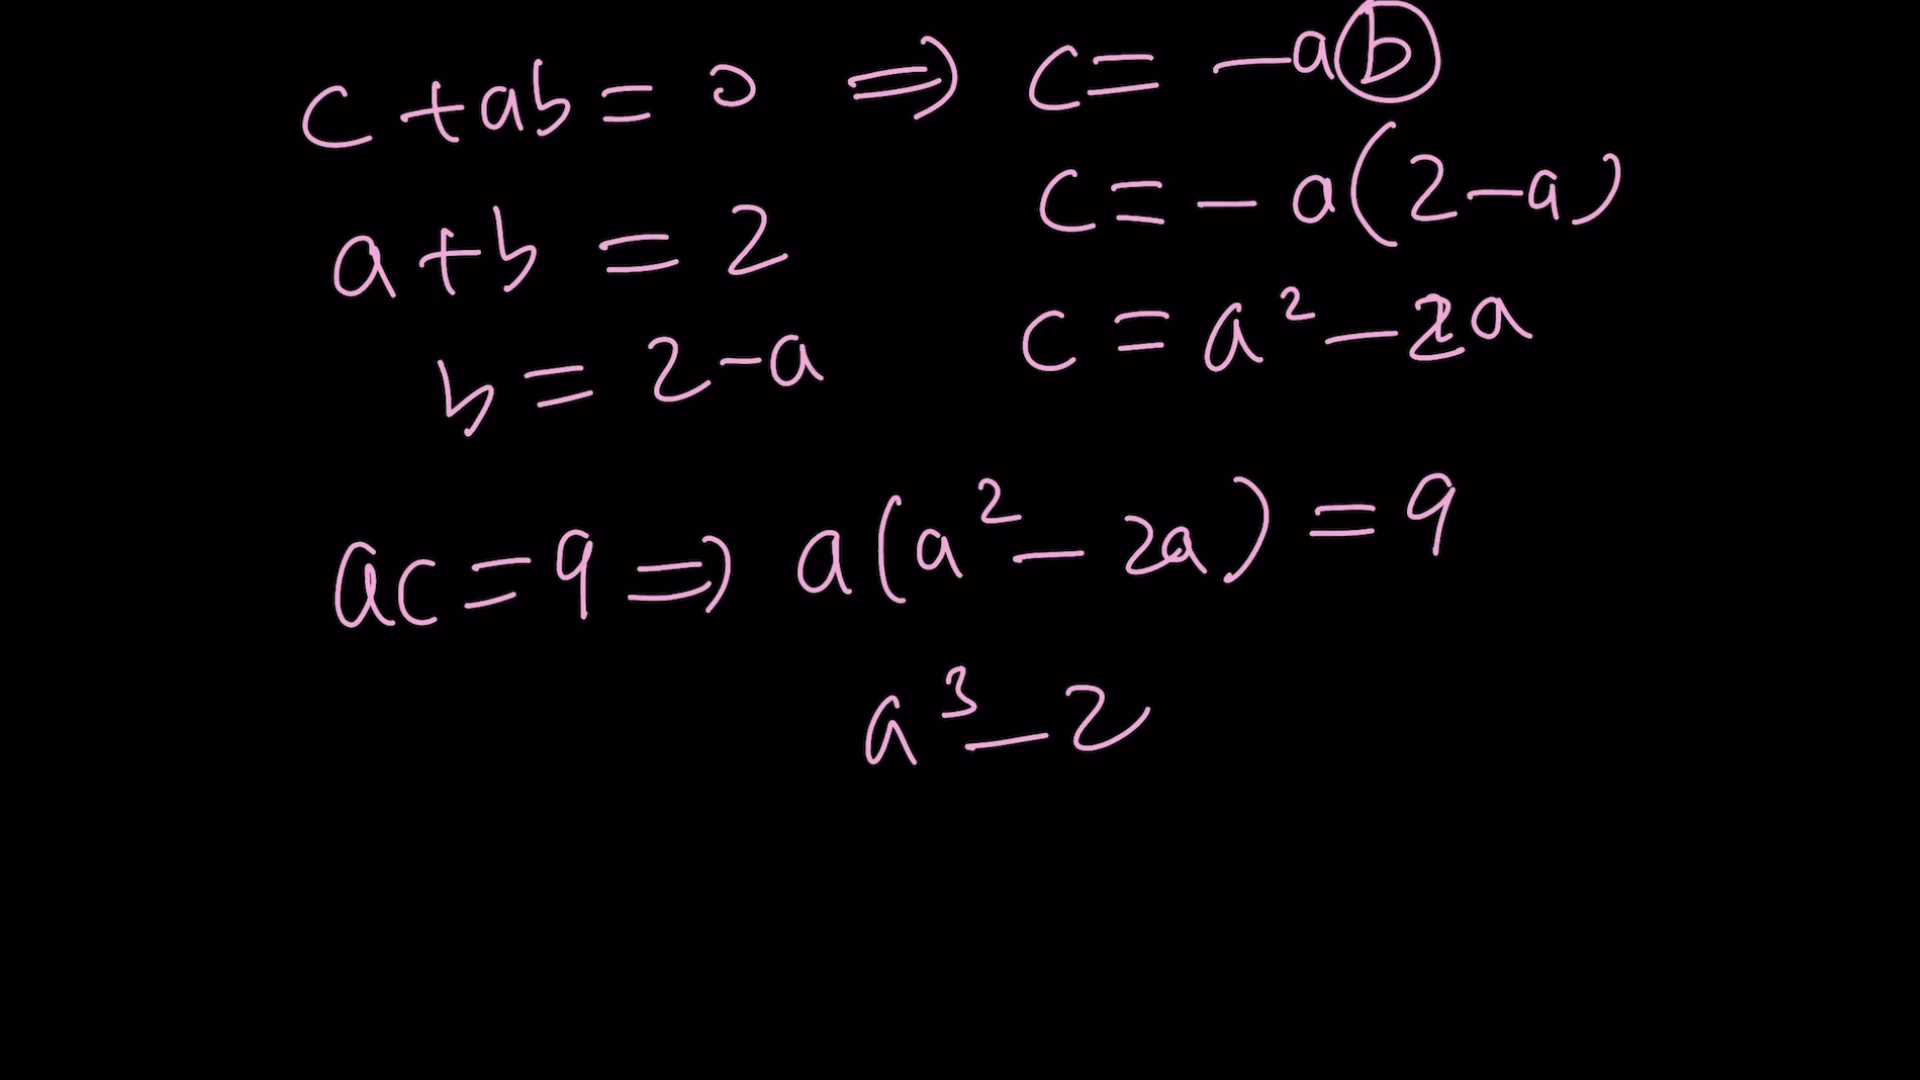 c + ab = 0 ⇒ c = -ab
c = -a(2-a)
a + b = 2
c = a² - 2a
b = 2-a
ac = 9 ⇒ a(a² - 2a) = 9
a³ - 2